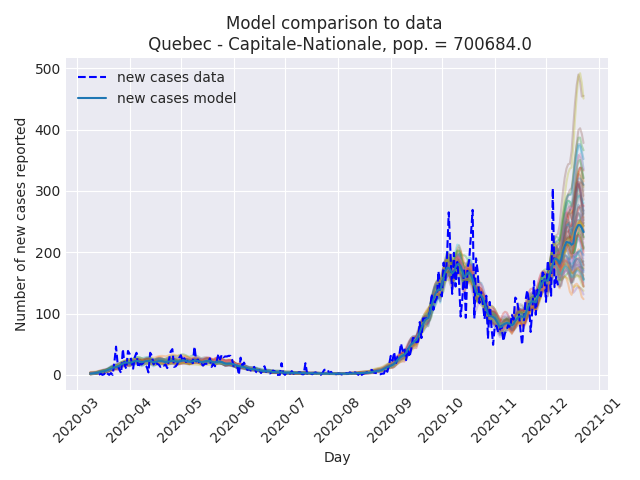 Model comparison to data
Quebec - Capitale-Nationale, pop. = 700684.0
new cases data
new cases model
Number of new cases reported
500
400
300
200
100
0
2020-03
2020-04
2020-05
2020-06
2020-07
2020-08
2020-09
2020-10
2020-11
2020-12
2021-01
Day